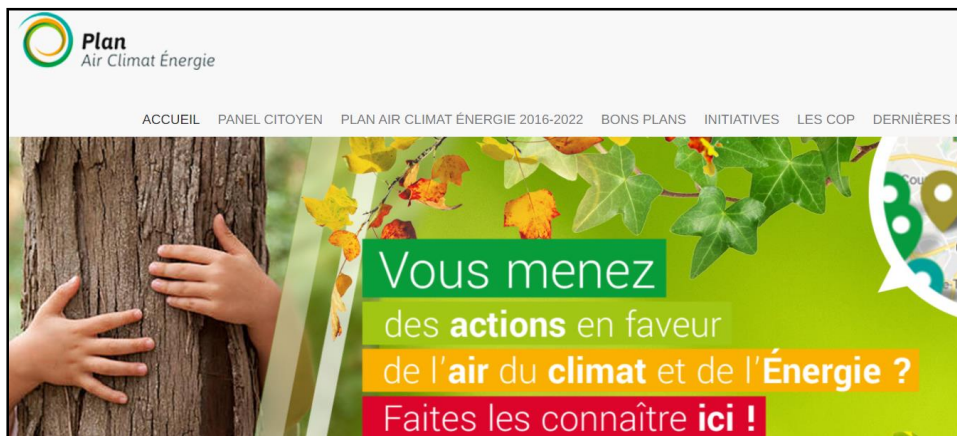 Plan
Air Climat Énergie
ACCUEIL PANEL CITOYEN PLAN AIR CLIMAT ÉNERGIE 2016-2022 BONS PLANS INITIATIVES LES COP DERNIÈRES
Vous menez
des actions en faveur
de l'air du climat et de l'Énergie ?
Faites les connaître ici !